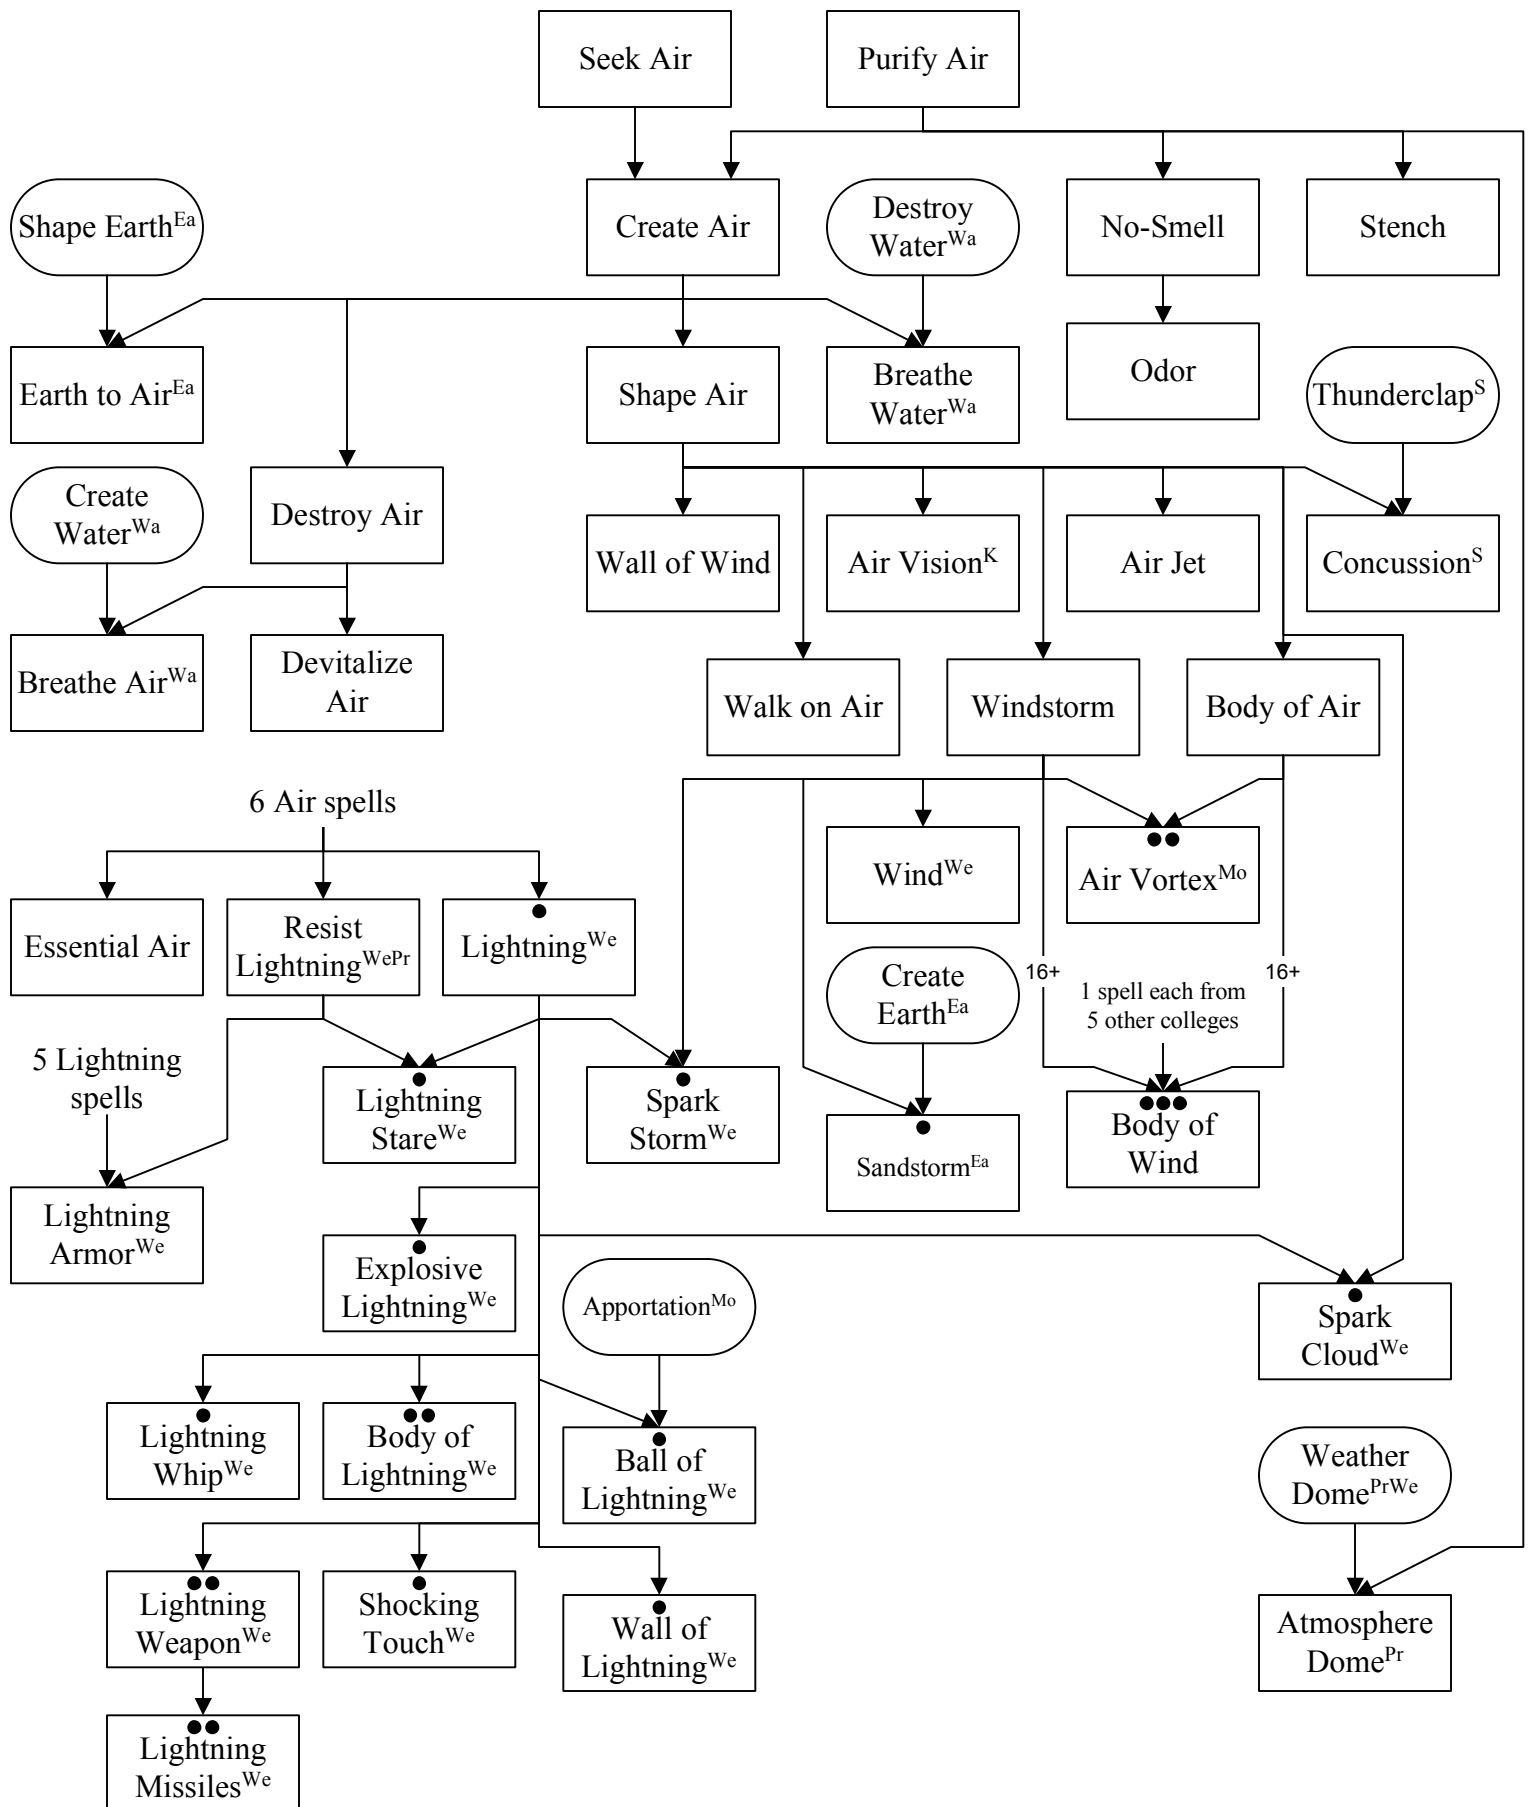 Seek Air
Purify Air
Shape Earth^Ea
Create Air
Destroy
Water^Wa
No-Smell
Stench
Earth to Air^Ea
Shape Air
Breathe
Water^Wa
Odor
Thunderclap^S
Create
Water^Wa
Destroy Air
Wall of Wind
Air Vision^K
Air Jet
Concussion^S
Breathe Air^Wa
Devitalize
Air
Walk on Air
Windstorm
Body of Air
6 Air spells
Wind^We
Air Vortex^Mo
Essential Air
Resist
Lightning^WePr
Lightning^We
Create
Earth^Ea
16+
1 spell each from
5 other colleges
16+
5 Lightning
spells
Lightning
Stare^We
Spark
Storm^We
Sandstorm^Ea
Body of
Wind
Lightning
Armor^We
Explosive
Lightning^We
Apportation^Mo
Spark
Cloud^We
Lightning
Whip^We
Body of
Lightning^We
Ball of
Lightning^We
Weather
Dome^PrWe
Lightning
Weapon^We
Shocking
Touch^We
Wall of
Lightning^We
Atmosphere
Dome^Pr
Lightning
Missiles^We